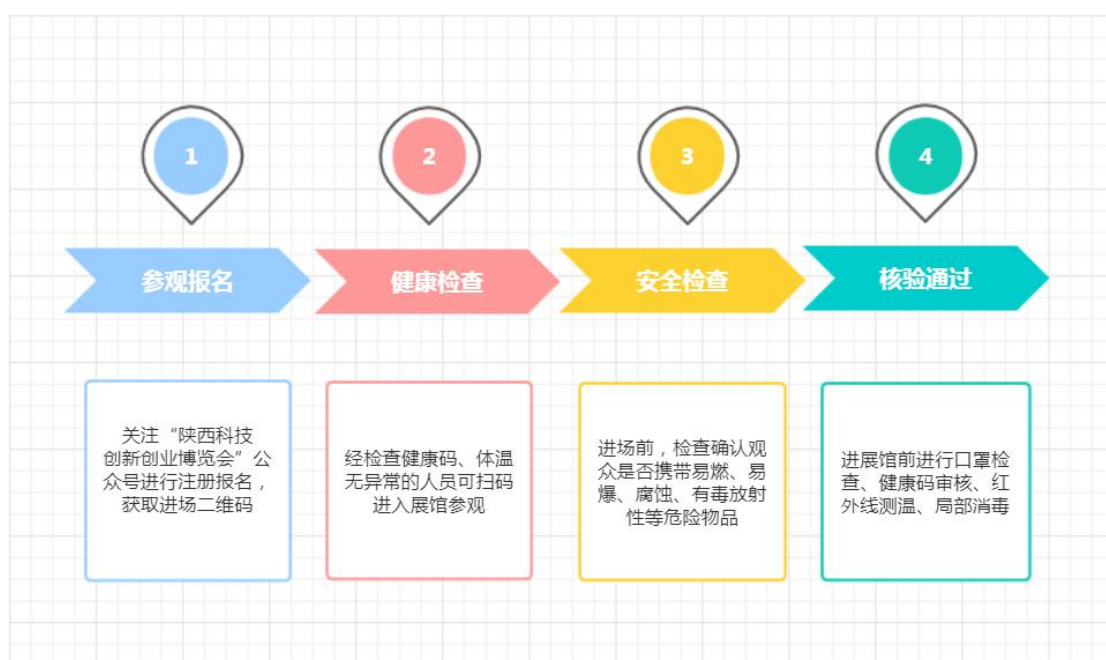 1
2
3
4
参观报名
健康检查
安全检查
核验通过
关注“陕西科技
创新创业博览会”公
众号进行注册报名，
获取进场二维码
经检查健康码、体温
无异常的人员可扫码
进入展馆参观
进场前，检查确认观
众是否携带易燃、易
爆、腐蚀、有毒放射
性等危险物品
进展馆前进行口罩检
查、健康码审核、红
外线测温、局部消毒